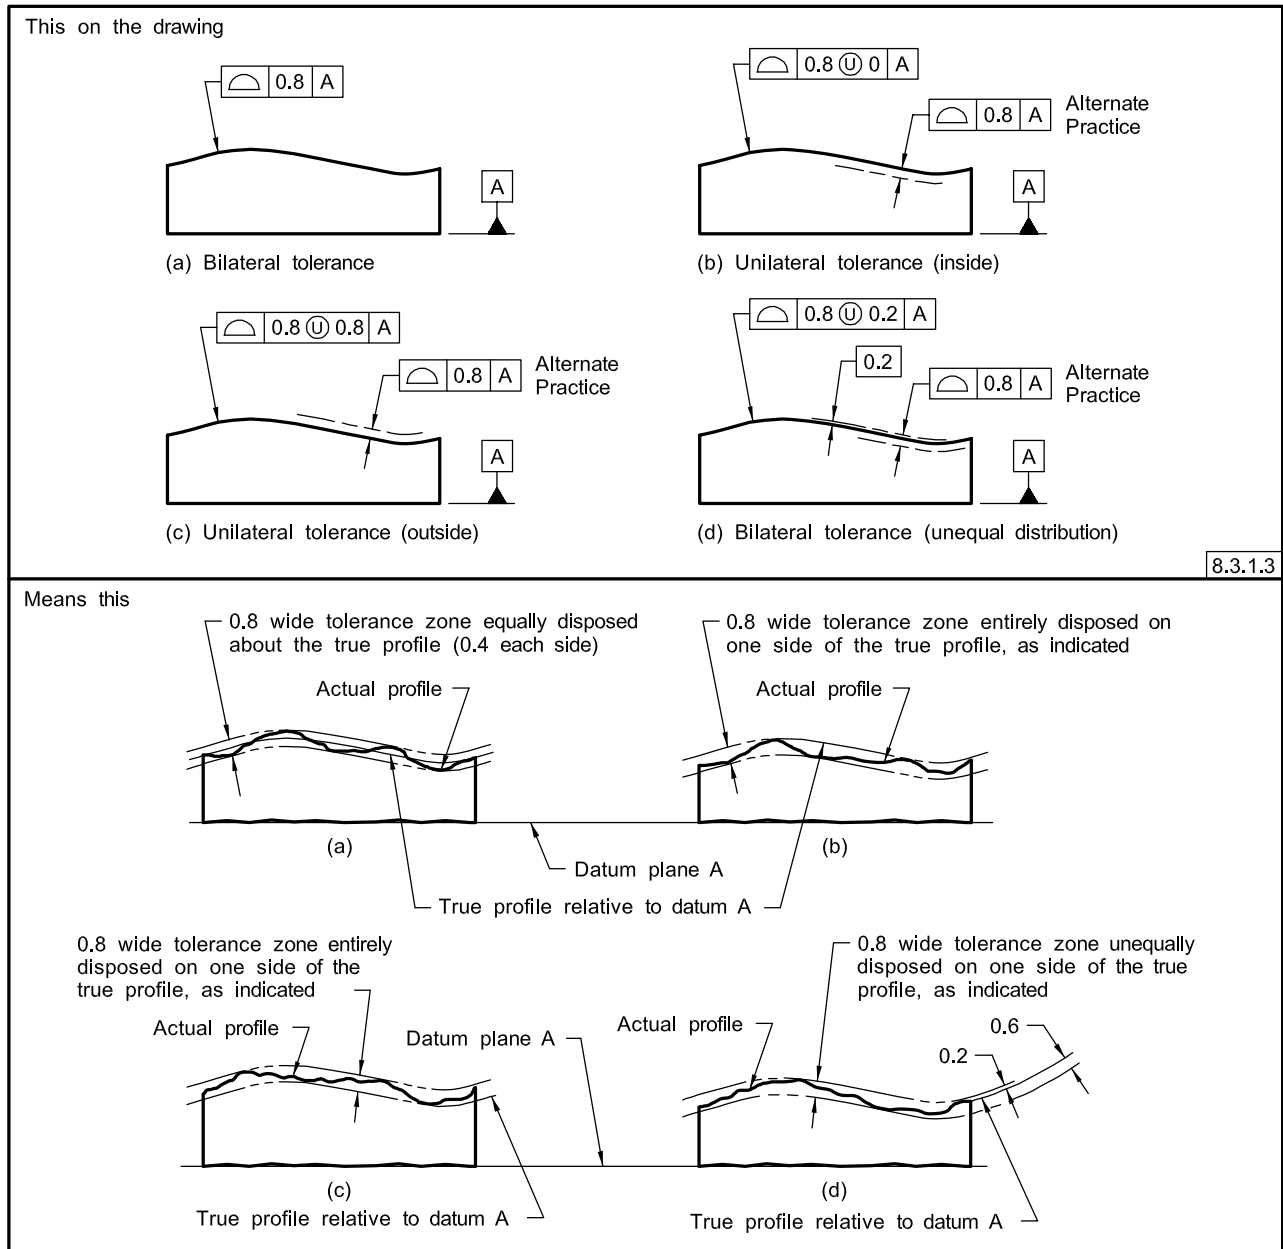 This on the drawing
0.8 A
0.8 Ⓤ 0 A
0.8 A
Alternate
Practice
A
A
(a) Bilateral tolerance
(b) Unilateral tolerance (inside)
0.8 Ⓤ 0.8 A
0.8 A
Alternate
Practice
0.8 Ⓤ 0.2 A
0.2
0.8 A
Alternate
Practice
A
A
(c) Unilateral tolerance (outside)
(d) Bilateral tolerance (unequal distribution)
8.3.1.3
Means this
0.8 wide tolerance zone equally disposed
about the true profile (0.4 each side)
Actual profile
0.8 wide tolerance zone entirely disposed on
one side of the true profile, as indicated
Actual profile
(a)
(b)
Datum plane A
True profile relative to datum A
0.8 wide tolerance zone entirely
disposed on one side of the
true profile, as indicated
Actual profile
Datum plane A
0.8 wide tolerance zone unequally
disposed on one side of the true
profile, as indicated
Actual profile
0.6
0.2
(c)
(d)
True profile relative to datum A
True profile relative to datum A